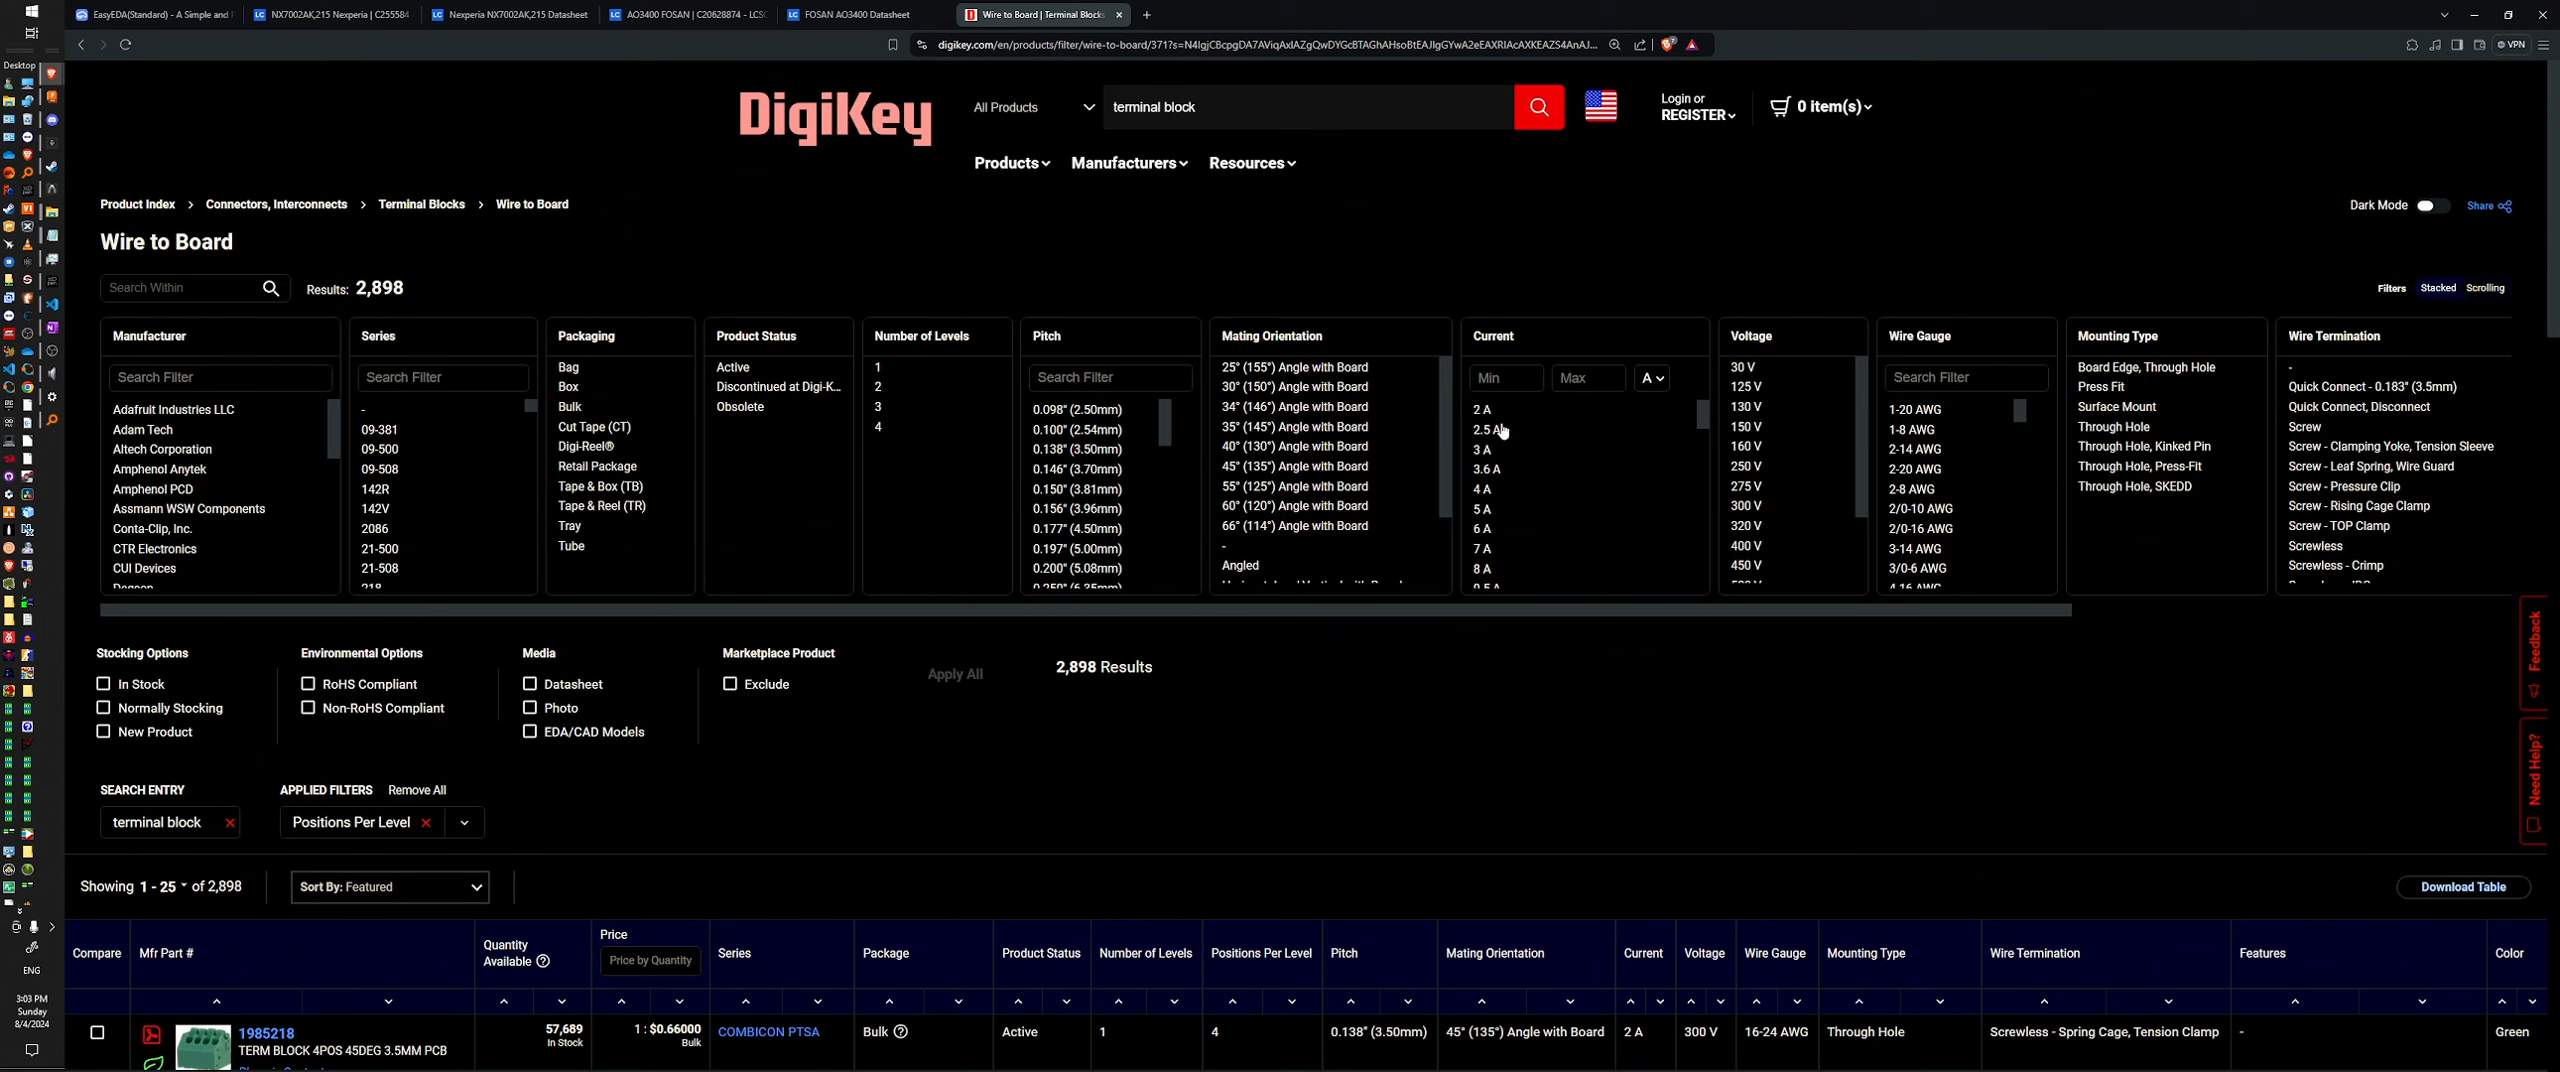 EasyEDA(Standard) - A Simple and P
NX7002AK,215 Nexperia | C255584
Nexperia NX7002AK,215 Datasheet
AO3400 FOSAN | C20628874 - LCSC
FOSAN AO3400 Datasheet
Wire to Board | Terminal Blocks
digikey.com/en/products/filter/wire-to-board/371?s=
VPN
Desktop
DigiKey
All Products
terminal block
Login or
REGISTER
0 item(s)
Products
Manufacturers
Resources
Product Index > Connectors, Interconnects > Terminal Blocks > Wire to Board
Dark Mode
Share
Wire to Board
Search Within
Results: 2,898
Filters Stacked Scrolling
Manufacturer
Search Filter
Adafruit Industries LLC
Adam Tech
Altech Corporation
Amphenol Anytek
Amphenol PCD
Assmann WSW Components
Conta-Clip, Inc.
CTR Electronics
CUI Devices
Degson
Series
Search Filter
-
09-381
09-500
09-508
142R
142V
2086
21-500
21-508
218
Packaging
Bag
Box
Bulk
Cut Tape (CT)
Digi-Reel®
Retail Package
Tape & Box (TB)
Tape & Reel (TR)
Tray
Tube
Product Status
Active
Discontinued at Digi-K...
Obsolete
Number of Levels
1
2
3
4
Pitch
Search Filter
0.098" (2.50mm)
0.100" (2.54mm)
0.138" (3.50mm)
0.146" (3.70mm)
0.150" (3.81mm)
0.156" (3.96mm)
0.177" (4.50mm)
0.197" (5.00mm)
0.200" (5.08mm)
0.250" (6.35mm)
Mating Orientation
25° (155°) Angle with Board
30° (150°) Angle with Board
34° (146°) Angle with Board
35° (145°) Angle with Board
40° (130°) Angle with Board
45° (135°) Angle with Board
55° (125°) Angle with Board
60° (120°) Angle with Board
66° (114°) Angle with Board
-
Angled
Current
Min
Max
A
2 A
2.5 A
3 A
3.6 A
4 A
5 A
6 A
7 A
8 A
9.5 A
Voltage
30 V
125 V
130 V
150 V
160 V
250 V
275 V
300 V
320 V
400 V
450 V
Wire Gauge
Search Filter
1-20 AWG
1-8 AWG
2-14 AWG
2-20 AWG
2-8 AWG
2/0-10 AWG
2/0-16 AWG
3-14 AWG
3/0-6 AWG
4-16 AWG
Mounting Type
Board Edge, Through Hole
Press Fit
Surface Mount
Through Hole
Through Hole, Kinked Pin
Through Hole, Press-Fit
Through Hole, SKEDD
Wire Termination
-
Quick Connect - 0.183" (3.5mm)
Quick Connect, Disconnect
Screw
Screw - Clamping Yoke, Tension Sleeve
Screw - Leaf Spring, Wire Guard
Screw - Pressure Clip
Screw - Rising Cage Clamp
Screw - TOP Clamp
Screwless
Screwless - Crimp
Stocking Options
In Stock
Normally Stocking
New Product
Environmental Options
RoHS Compliant
Non-RoHS Compliant
Media
Datasheet
Photo
EDA/CAD Models
Marketplace Product
Exclude
Apply All
2,898 Results
Feedback
Need Help?
SEARCH ENTRY
terminal block
APPLIED FILTERS
Remove All
Positions Per Level
Showing 1 - 25 of 2,898
Sort By: Featured
Download Table
Compare
Mfr Part #
Quantity
Available
Price
Price by Quantity
Series
Package
Product Status
Number of Levels
Positions Per Level
Pitch
Mating Orientation
Current
Voltage
Wire Gauge
Mounting Type
Wire Termination
Features
Color
1985218
TERM BLOCK 4POS 45DEG 3.5MM PCB
57,689
In Stock
1 : $0.66000
Bulk
COMBICON PTSA
Bulk
Active
1
4
0.138" (3.50mm)
45° (135°) Angle with Board
2 A
300 V
16-24 AWG
Through Hole
Screwless - Spring Cage, Tension Clamp
-
Green
ENG
3:03 PM
Sunday
8/4/2024